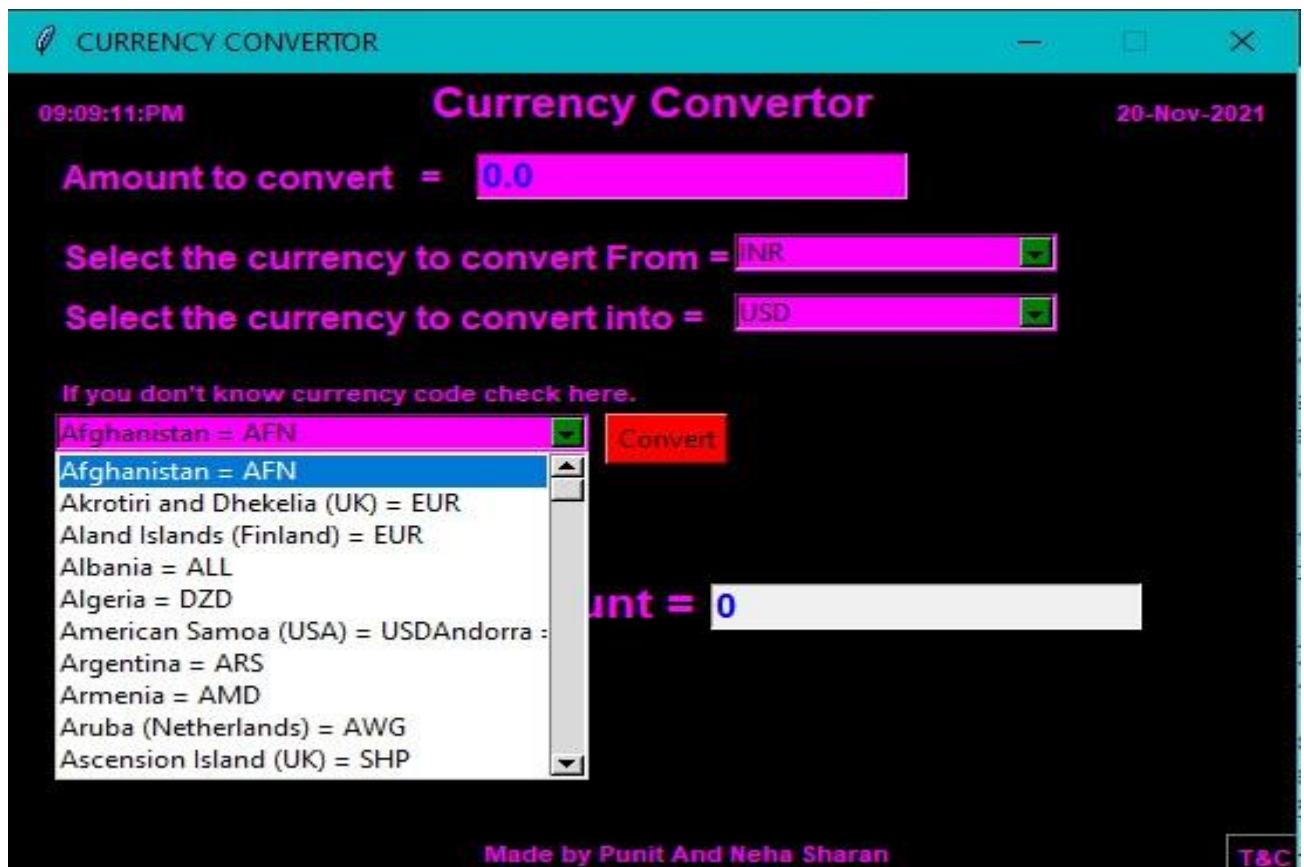 CURRENCY CONVERTOR
09:09:11:PM Currency Convertor 20-Nov-2021
Amount to convert = 0.0
Select the currency to convert From = INR
Select the currency to convert into = USD
If you don't know currency code check here.
Afghanistan = AFN Convert
Afghanistan = AFN
Akrotiri and Dhekelia (UK) = EUR
Aland Islands (Finland) = EUR
Albania = ALL
Algeria = DZD
American Samoa (USA) = USDAndorra =
Argentina = ARS
Armenia = AMD
Aruba (Netherlands) = AWG
Ascension Island (UK) = SHP
unt = 0
Made by Punit And Neha Sharan
T&C